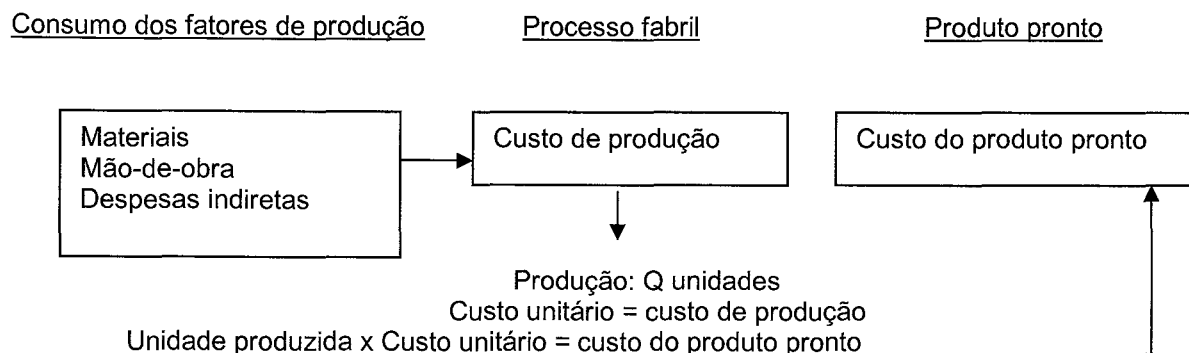 Consumo dos fatores de produção
Processo fabril
Produto pronto
Materiais
Mão-de-obra
Despesas indiretas
Custo de produção
Custo do produto pronto
Produção: Q unidades
Custo unitário = custo de produção
Unidade produzida x Custo unitário = custo do produto pronto